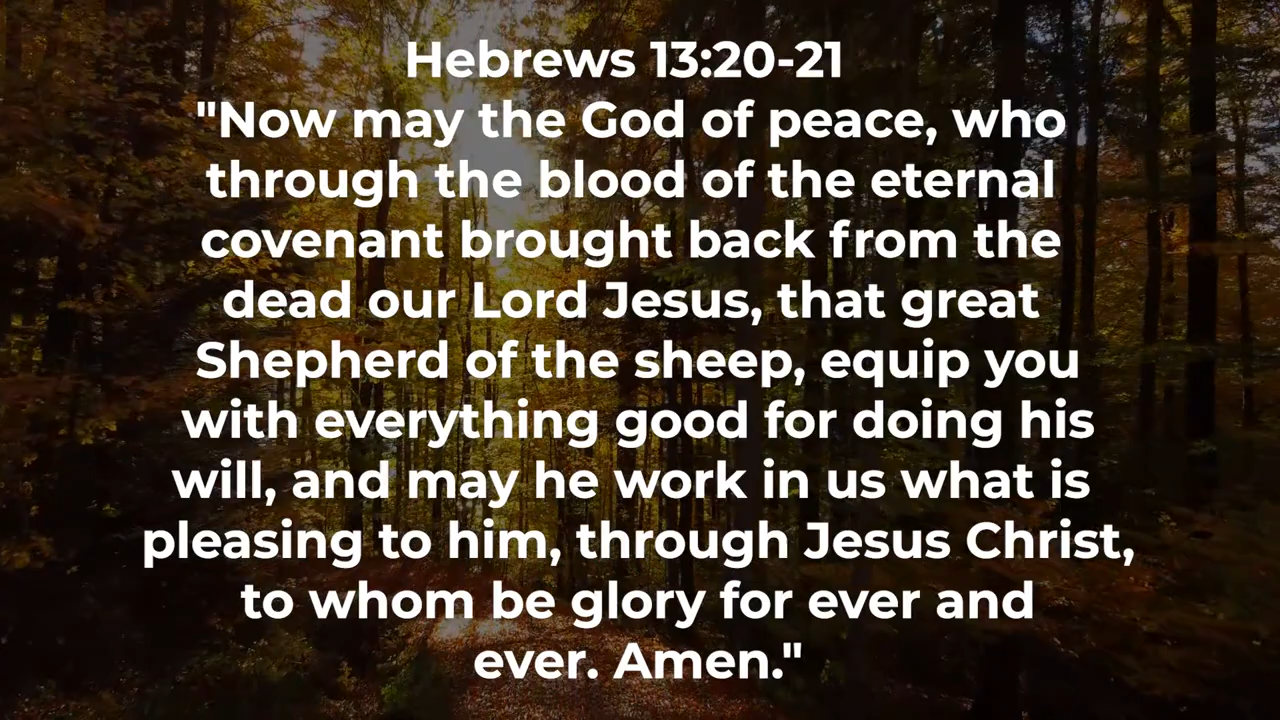 Hebrews 13:20-21
"Now may the God of peace, who
through the blood of the eternal
covenant brought back from the
dead our Lord Jesus, that great
Shepherd of the sheep, equip you
with everything good for doing his
will, and may he work in us what is
pleasing to him, through Jesus Christ,
to whom be glory for ever and
ever. Amen."